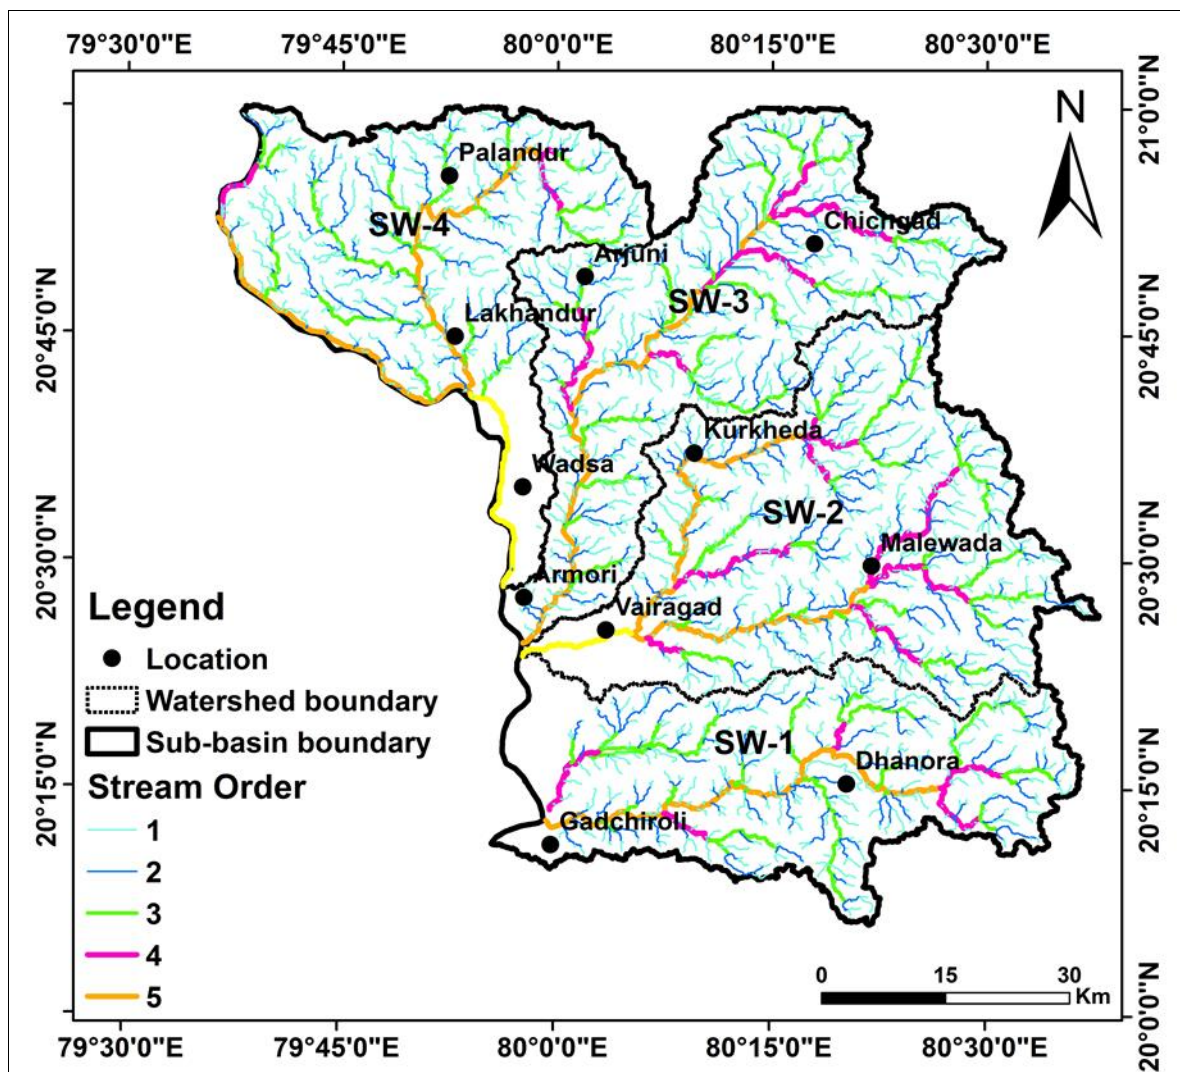 79°30'0"E 79°45'0"E 80°0'0"E 80°15'0"E 80°30'0"E
21°0'0"N
N
Palandur
SW-4
Chichgad
Arjuni
SW-3
Lakhandur
20°45'0"N
20°45'0"N
Kurkheda
Wadsa
SW-2
Malewada
20°30'0"N
20°30'0"N
Armori
Vairagad
Legend
Location
Watershed boundary
Sub-basin boundary
Stream Order
1
2
3
4
5
SW-1
Dhanora
20°15'0"N
20°15'0"N
Gadchiroli
0 15 30
Km
20°0'0"N
79°30'0"E 79°45'0"E 80°0'0"E 80°15'0"E 80°30'0"E